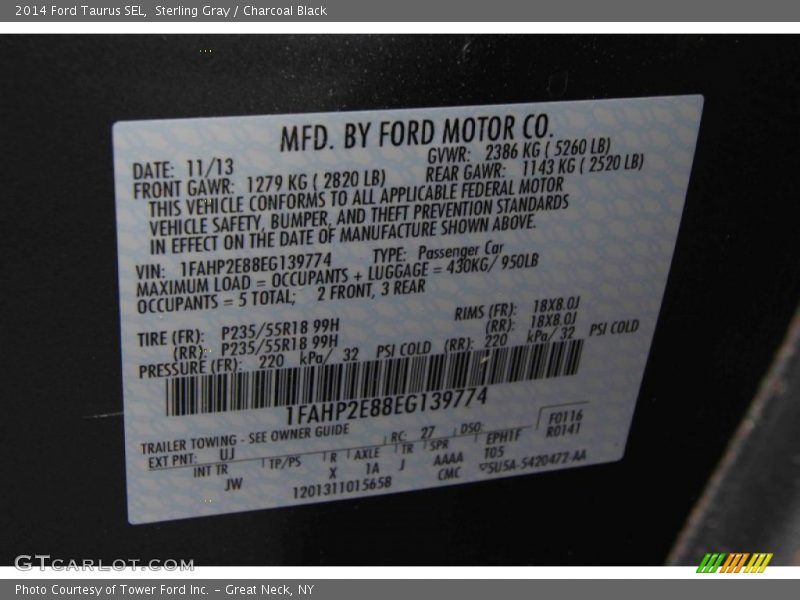 2014 Ford Taurus SEL, Sterling Gray / Charcoal Black
MFD. BY FORD MOTOR CO.
DATE: 11/13 GVWR: 2386 KG ( 5260 LB)
FRONT GAWR: 1279 KG ( 2820 LB) REAR GAWR: 1143 KG ( 2520 LB)
THIS VEHICLE CONFORMS TO ALL APPLICABLE FEDERAL MOTOR
VEHICLE SAFETY, BUMPER, AND THEFT PREVENTION STANDARDS
IN EFFECT ON THE DATE OF MANUFACTURE SHOWN ABOVE.
VIN: 1FAHP2E88EG139774 TYPE: Passenger Car
MAXIMUM LOAD = OCCUPANTS + LUGGAGE = 430KG/ 950LB
OCCUPANTS = 5 TOTAL; 2 FRONT, 3 REAR
TIRE (FR): P235/55R18 99H RIMS (FR): 18X8.0J
(RR): P235/55R18 99H (RR): 18X8.0J
PRESSURE (FR): 220 kPa/ 32 PSI COLD (RR): 220 kPa/ 32 PSI COLD
1FAHP2E88EG139774
TRAILER TOWING - SEE OWNER GUIDE RC: 27 DSO: F0116
EXT PNT: UJ EPH1F R0141
INT TR TP/PS R AXLE TR SPR T05
JW X 1A J AAAA
1201311015658 CMC 5U5A-5420472-AA
GTCARLOT.COM
Photo Courtesy of Tower Ford Inc. - Great Neck, NY